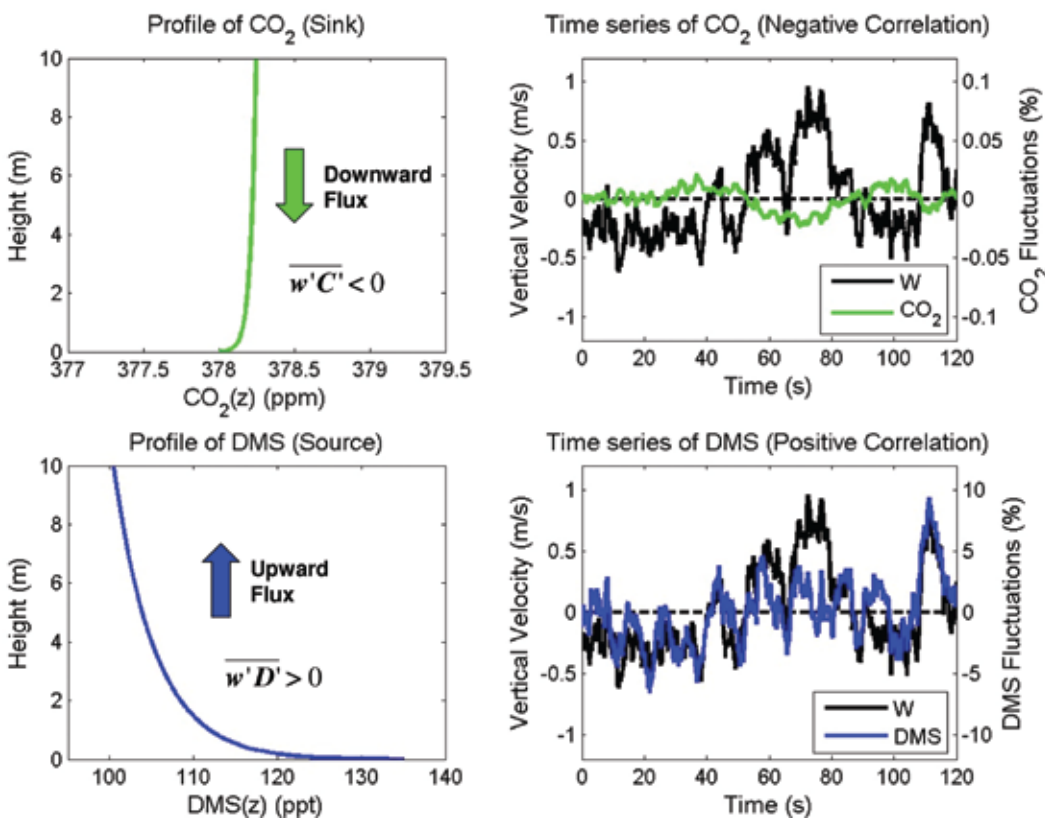 Profile of CO₂ (Sink)
10
8
6
4
2
0
Height (m)
Downward
Flux
w'C' < 0
377
377.5
378
378.5
379
379.5
CO₂(z) (ppm)
Time series of CO₂ (Negative Correlation)
1
0.5
0
-0.5
-1
Vertical Velocity (m/s)
0.1
0.05
0
-0.05
-0.1
CO₂ Fluctuations (%)
W
CO₂
0
20
40
60
80
100
120
Time (s)
Profile of DMS (Source)
10
8
6
4
2
0
Height (m)
Upward
Flux
w'D' > 0
100
110
120
130
140
DMS(z) (ppt)
Time series of DMS (Positive Correlation)
1
0.5
0
-0.5
-1
Vertical Velocity (m/s)
10
5
0
-5
-10
DMS Fluctuations (%)
W
DMS
0
20
40
60
80
100
120
Time (s)